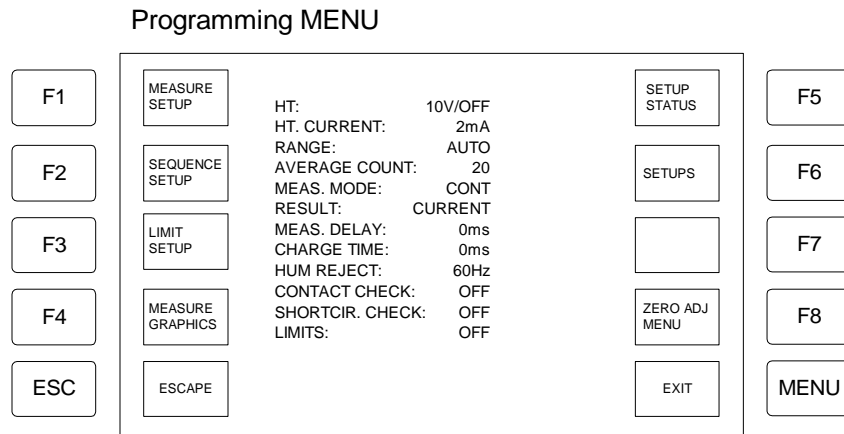 Programming MENU
F1
MEASURE
SETUP
F2
SEQUENCE
SETUP
F3
LIMIT
SETUP
F4
MEASURE
GRAPHICS
ESC
ESCAPE
HT: 10V/OFF
HT. CURRENT: 2mA
RANGE: AUTO
AVERAGE COUNT: 20
MEAS. MODE: CONT
RESULT: CURRENT
MEAS. DELAY: 0ms
CHARGE TIME: 0ms
HUM REJECT: 60Hz
CONTACT CHECK: OFF
SHORTCIR. CHECK: OFF
LIMITS: OFF
SETUP
STATUS
F5
SETUPS
F6
F7
ZERO ADJ
MENU
F8
EXIT
MENU